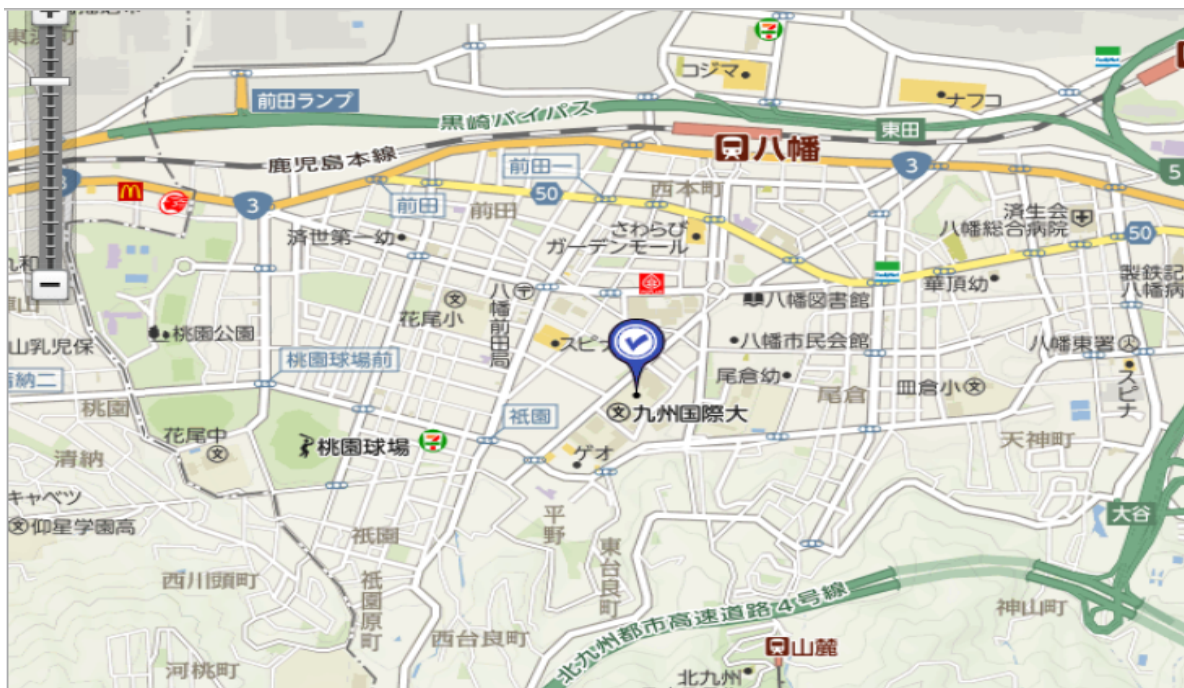 コジマ
FamilyMart
ナフコ
前田ランプ
黒崎バイパス
東田
鹿児島本線
八幡
前田一
3
5
3
3
50
西本町
前田
前田
済生会
八幡総合病院
さわらび
ガーデンモール
50
済世第一幼
FamilyMart
華頂幼
製鉄記
八幡病
八幡前田局
八幡図書館
花尾小
桃園公園
スピナ
八幡市民会館
八幡東署
山乳児保
桃園球場前
尾倉幼
尾倉
皿倉小
スピナ
桃園
祇園
九州国際大
花尾中
桃園球場
天神町
清納
ゲオ
キャベツ
平野
大谷
仰星学園高
祇園
東台良町
西川頭町
祇園原町
北九州都市高速道路4号線
神山町
西台良町
山麓
河桃町
北九州